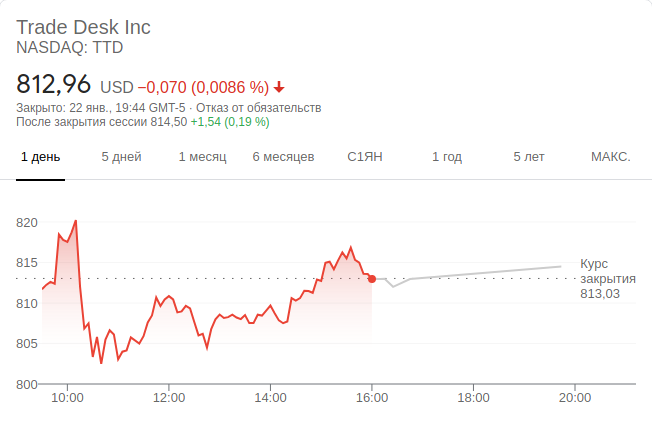 Trade Desk Inc
NASDAQ: TTD
812,96 USD −0,070 (0,0086 %)
Закрыто: 22 янв., 19:44 GMT-5 · Отказ от обязательств
После закрытия сессии 814,50 +1,54 (0,19 %)
1 день 5 дней 1 месяц 6 месяцев С1ЯН 1 год 5 лет МАКС.
820
815
810
805
800
Курс
закрытия
813,03
10:00 12:00 14:00 16:00 18:00 20:00